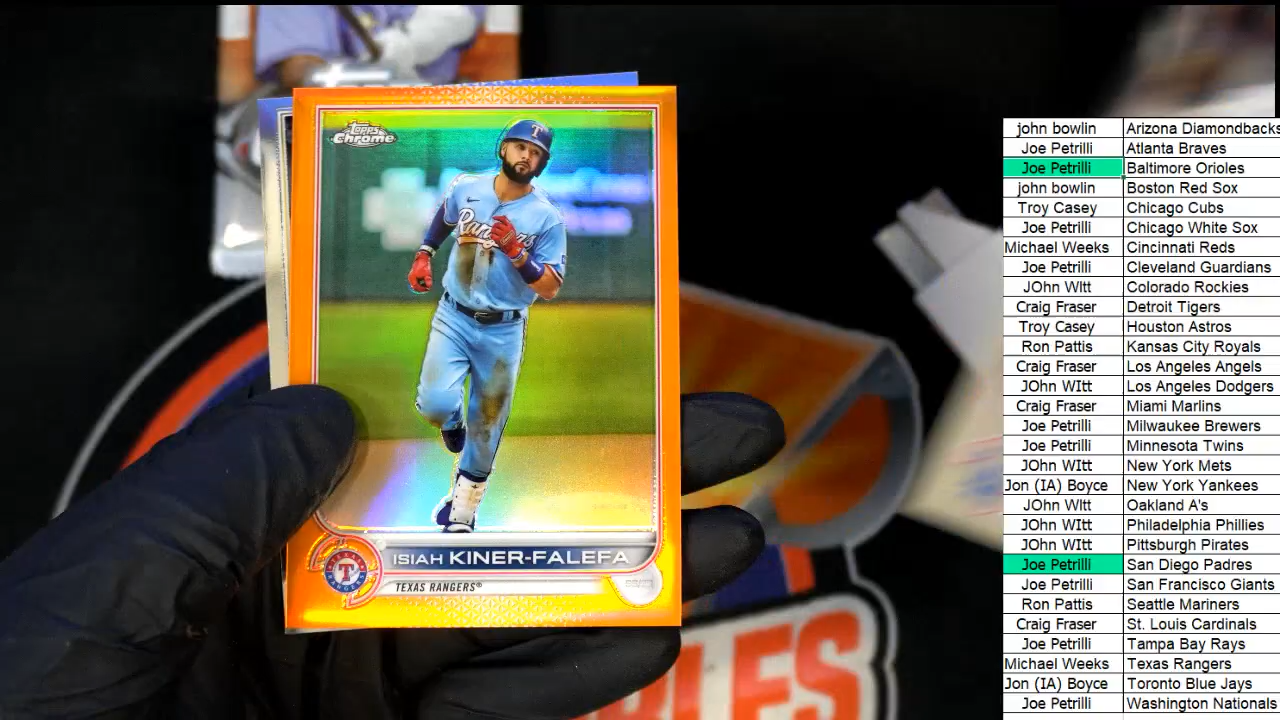 Topps
Chrome
Rangers
T
ISIAH KINER-FALEFA
TEXAS RANGERS®
T
LES
john bowlin Arizona Diamondbacks
Joe Petrilli Atlanta Braves
Joe Petrilli Baltimore Orioles
john bowlin Boston Red Sox
Troy Casey Chicago Cubs
Joe Petrilli Chicago White Sox
Michael Weeks Cincinnati Reds
Joe Petrilli Cleveland Guardians
JOhn WItt Colorado Rockies
Craig Fraser Detroit Tigers
Troy Casey Houston Astros
Ron Pattis Kansas City Royals
Craig Fraser Los Angeles Angels
JOhn WItt Los Angeles Dodgers
Craig Fraser Miami Marlins
Joe Petrilli Milwaukee Brewers
Joe Petrilli Minnesota Twins
JOhn WItt New York Mets
Jon (IA) Boyce New York Yankees
JOhn WItt Oakland A's
JOhn WItt Philadelphia Phillies
JOhn WItt Pittsburgh Pirates
Joe Petrilli San Diego Padres
Joe Petrilli San Francisco Giants
Ron Pattis Seattle Mariners
Craig Fraser St. Louis Cardinals
Joe Petrilli Tampa Bay Rays
Michael Weeks Texas Rangers
Jon (IA) Boyce Toronto Blue Jays
Joe Petrilli Washington Nationals